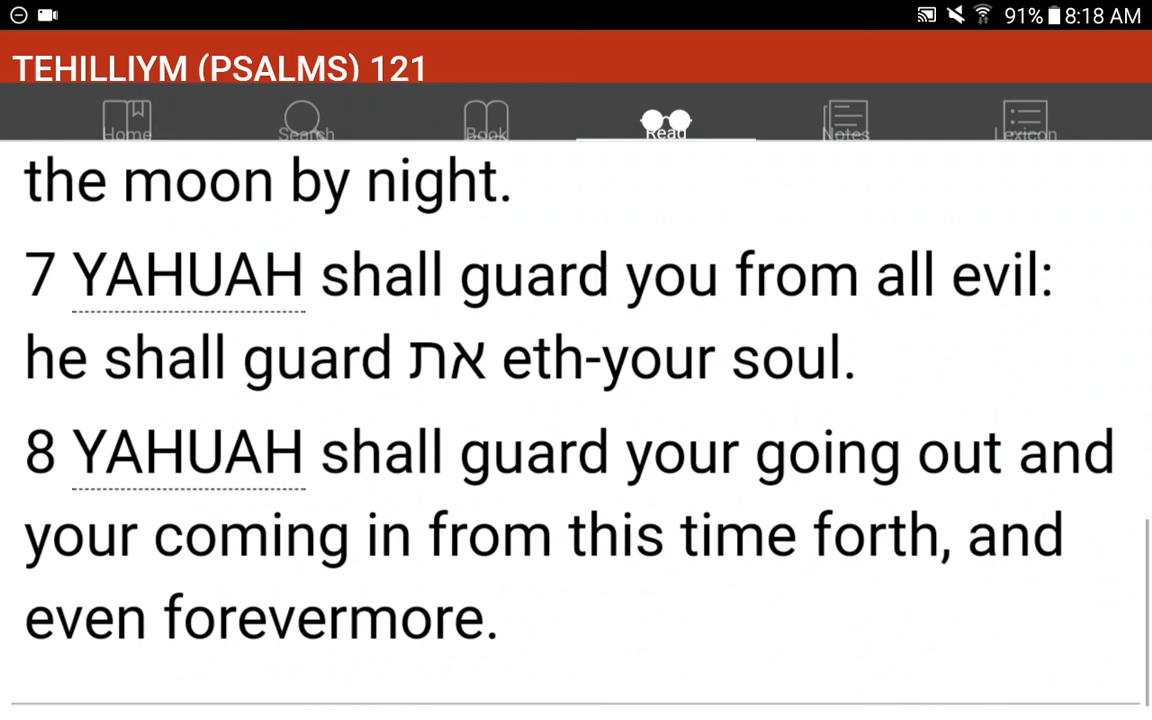 91% 8:18 AM
TEHILLIYM (PSALMS) 121
Home Search Book Read Notes Lexicon
the moon by night.
7 YAHUAH shall guard you from all evil:
he shall guard את eth-your soul.
8 YAHUAH shall guard your going out and
your coming in from this time forth, and
even forevermore.